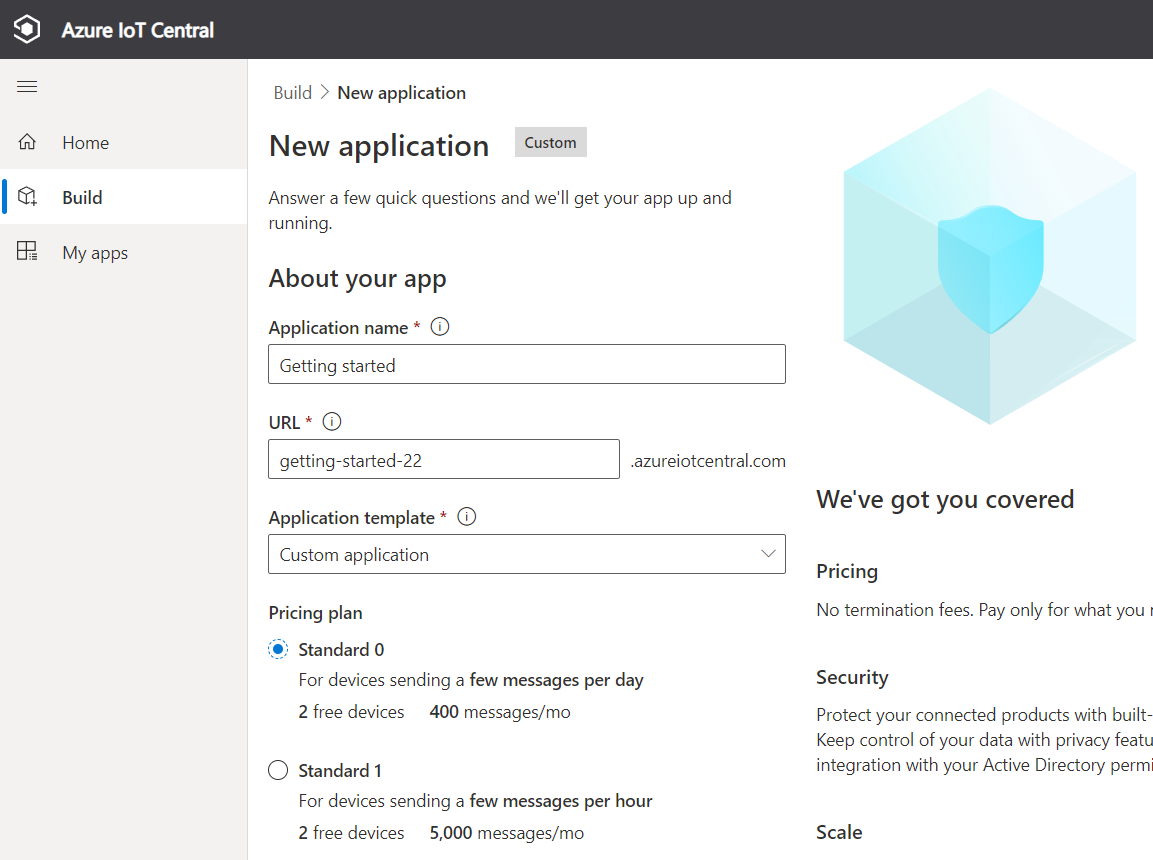 Azure IoT Central
Home
Build
My apps
Build > New application
New application
Custom
Answer a few quick questions and we'll get your app up and
running.
About your app
Application name *
Getting started
URL *
getting-started-22
.azureiotcentral.com
Application template *
Custom application
Pricing plan
Standard 0
For devices sending a few messages per day
2 free devices 400 messages/mo
Standard 1
For devices sending a few messages per hour
2 free devices 5,000 messages/mo
We've got you covered
Pricing
No termination fees. Pay only for what you
Security
Protect your connected products with built-
Keep control of your data with privacy featu
integration with your Active Directory permi
Scale